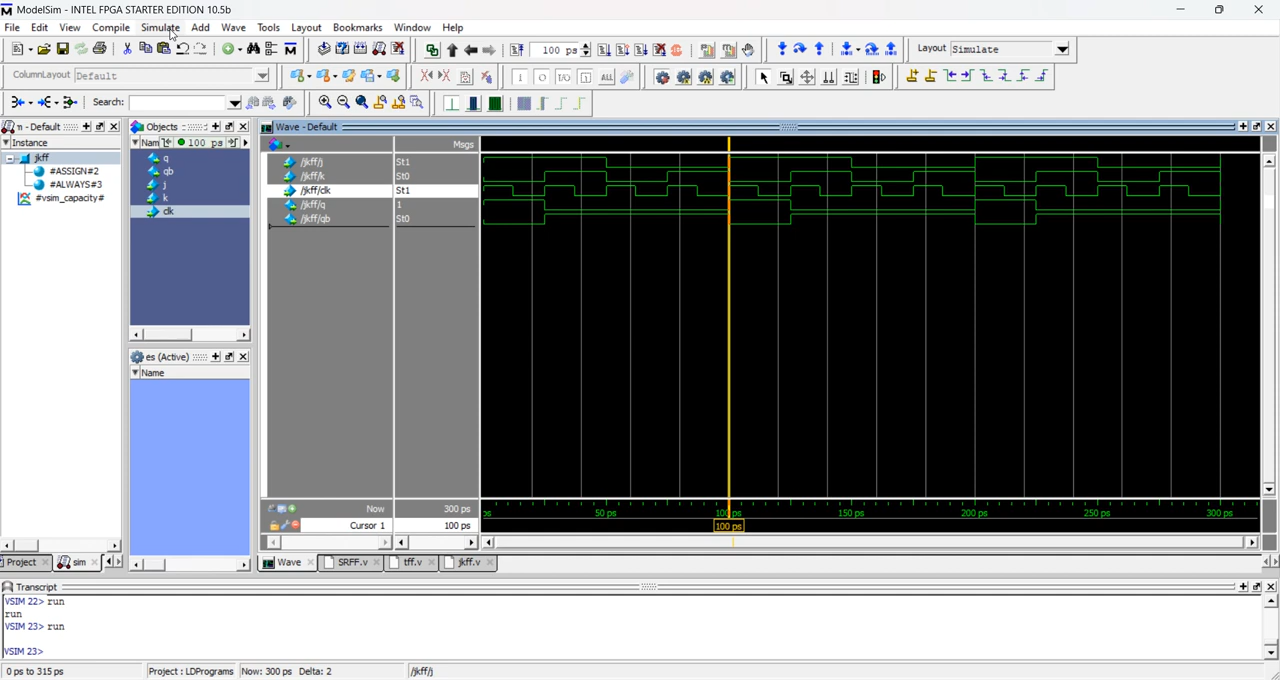 ModelSim - INTEL FPGA STARTER EDITION 10.5b
File Edit View Compile Simulate Add Wave Tools Layout Bookmarks Window Help
100 ps
Layout Simulate
ColumnLayout Default
ALL
Search:
- Default
Objects
Wave - Default
Instance
100 ps
Msgs
jkff
#ASSIGN#2
#ALWAYS#3
#vsim_capacity#
q
qb
j
k
clk
/jkff/j St1
/jkff/k St0
/jkff/clk St1
/jkff/q 1
/jkff/qb St0
es (Active)
Name
Now 300 ps
Cursor 1 100 ps
50 ps 100 ps 150 ps 200 ps 250 ps 300 ps
100 ps
Project sim
Wave SRFF.v tff.v jkff.v
Transcript
VSIM 22> run
run
VSIM 23> run
VSIM 23>
0 ps to 315 ps Project : LDPrograms Now: 300 ps Delta: 2 /jkff/j